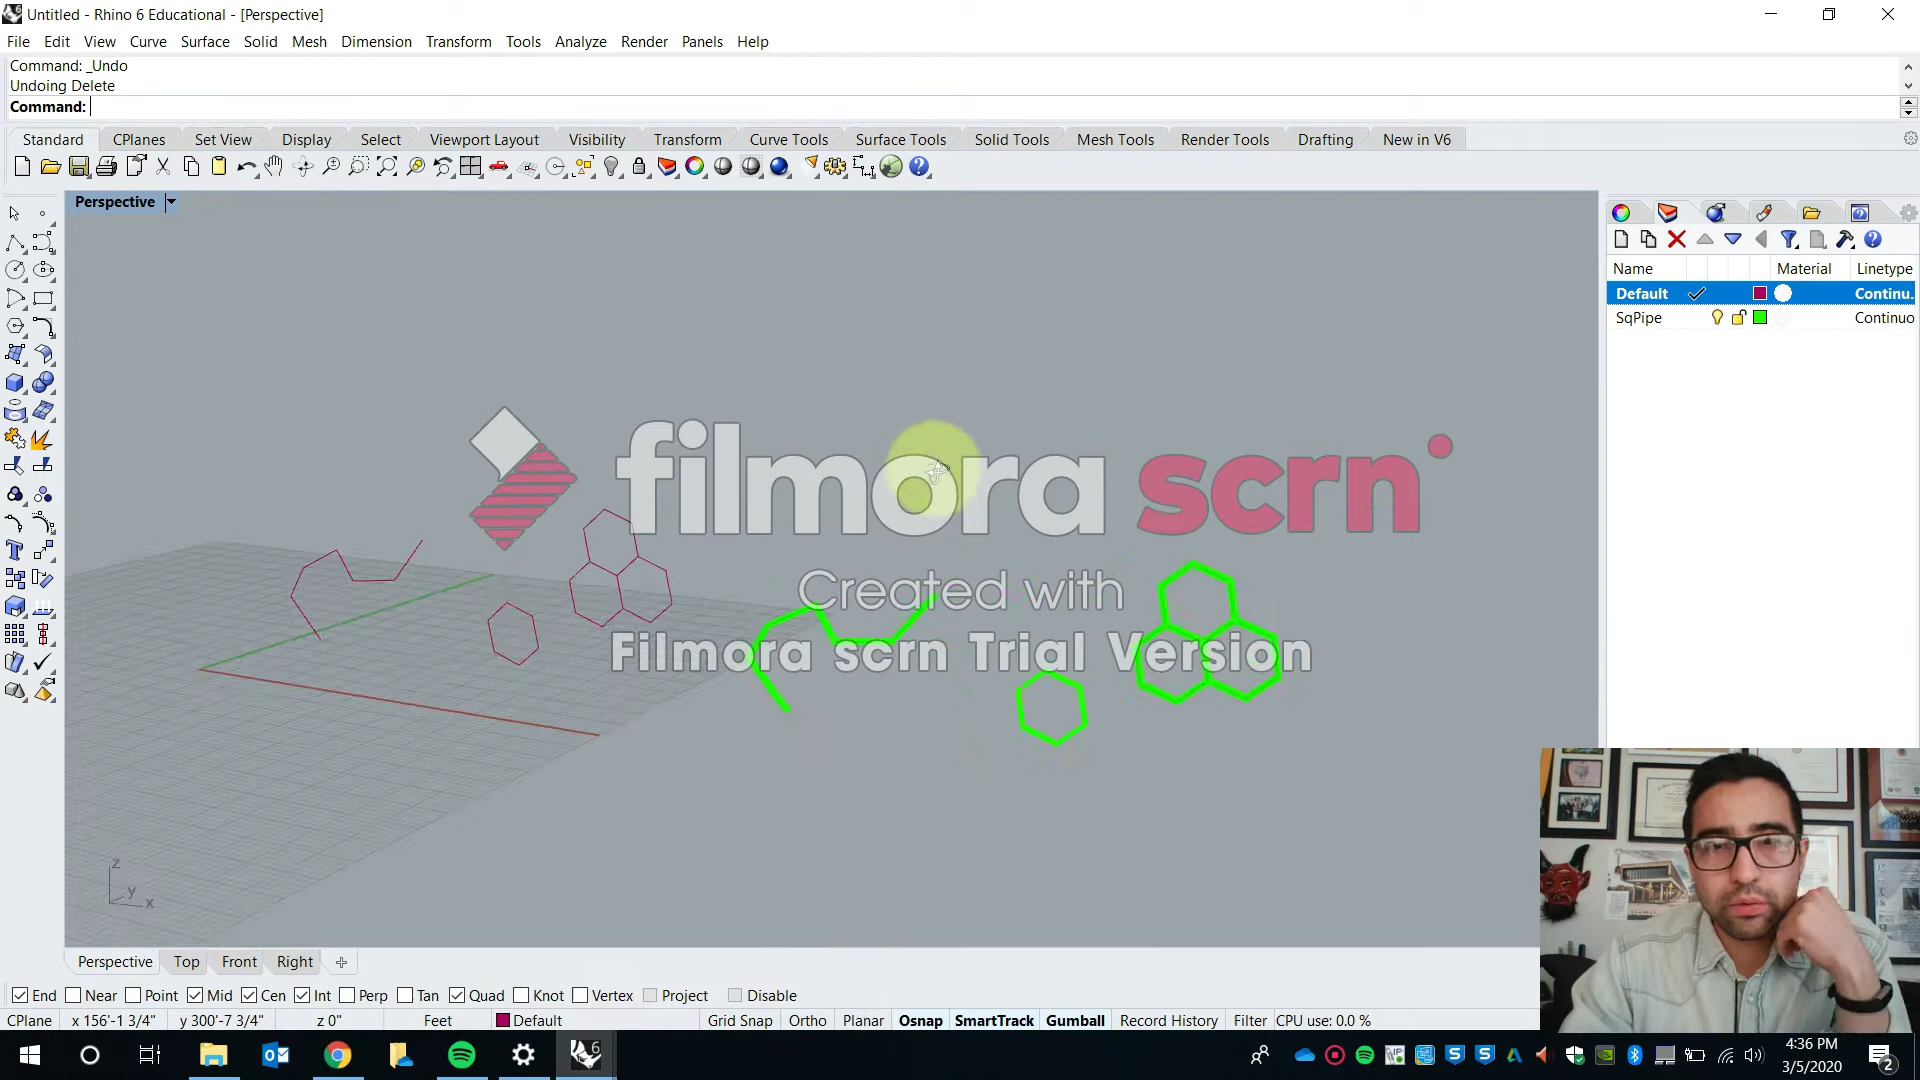 Untitled - Rhino 6 Educational - [Perspective]
File Edit View Curve Surface Solid Mesh Dimension Transform Tools Analyze Render Panels Help
Command: _Undo
Undoing Delete
Command:
Standard CPlanes Set View Display Select Viewport Layout Visibility Transform Curve Tools Surface Tools Solid Tools Mesh Tools Render Tools Drafting New in V6
Perspective
Name Material Linetype
Default Continu.
SqPipe Continuo
filmora scrn
Created with
Filmora scrn Trial Version
z
y
x
Perspective Top Front Right
End Near Point Mid Cen Int Perp Tan Quad Knot Vertex Project Disable
CPlane x 156'-1 3/4" y 300'-7 3/4" z 0" Feet Default Grid Snap Ortho Planar Osnap SmartTrack Gumball Record History Filter CPU use: 0.0 %
4:36 PM
3/5/2020
2